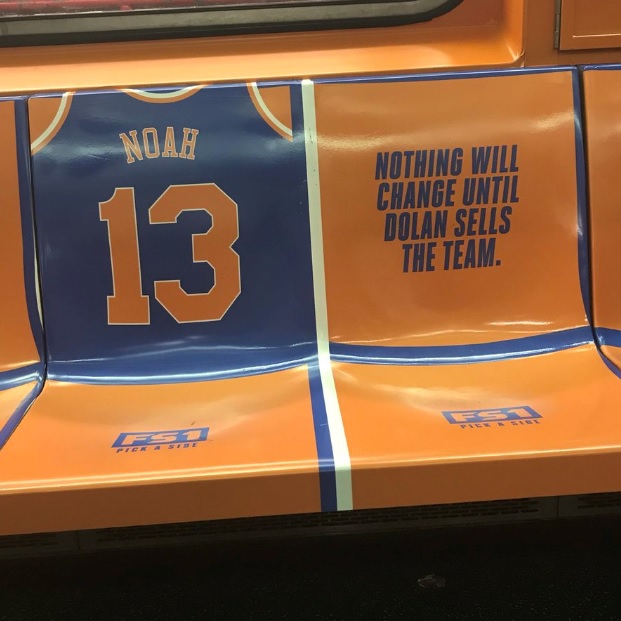 NOAH
13
NOTHING WILL
CHANGE UNTIL
DOLAN SELLS
THE TEAM.
FS1
PICK A SIDE
FS1
PICK A SIDE